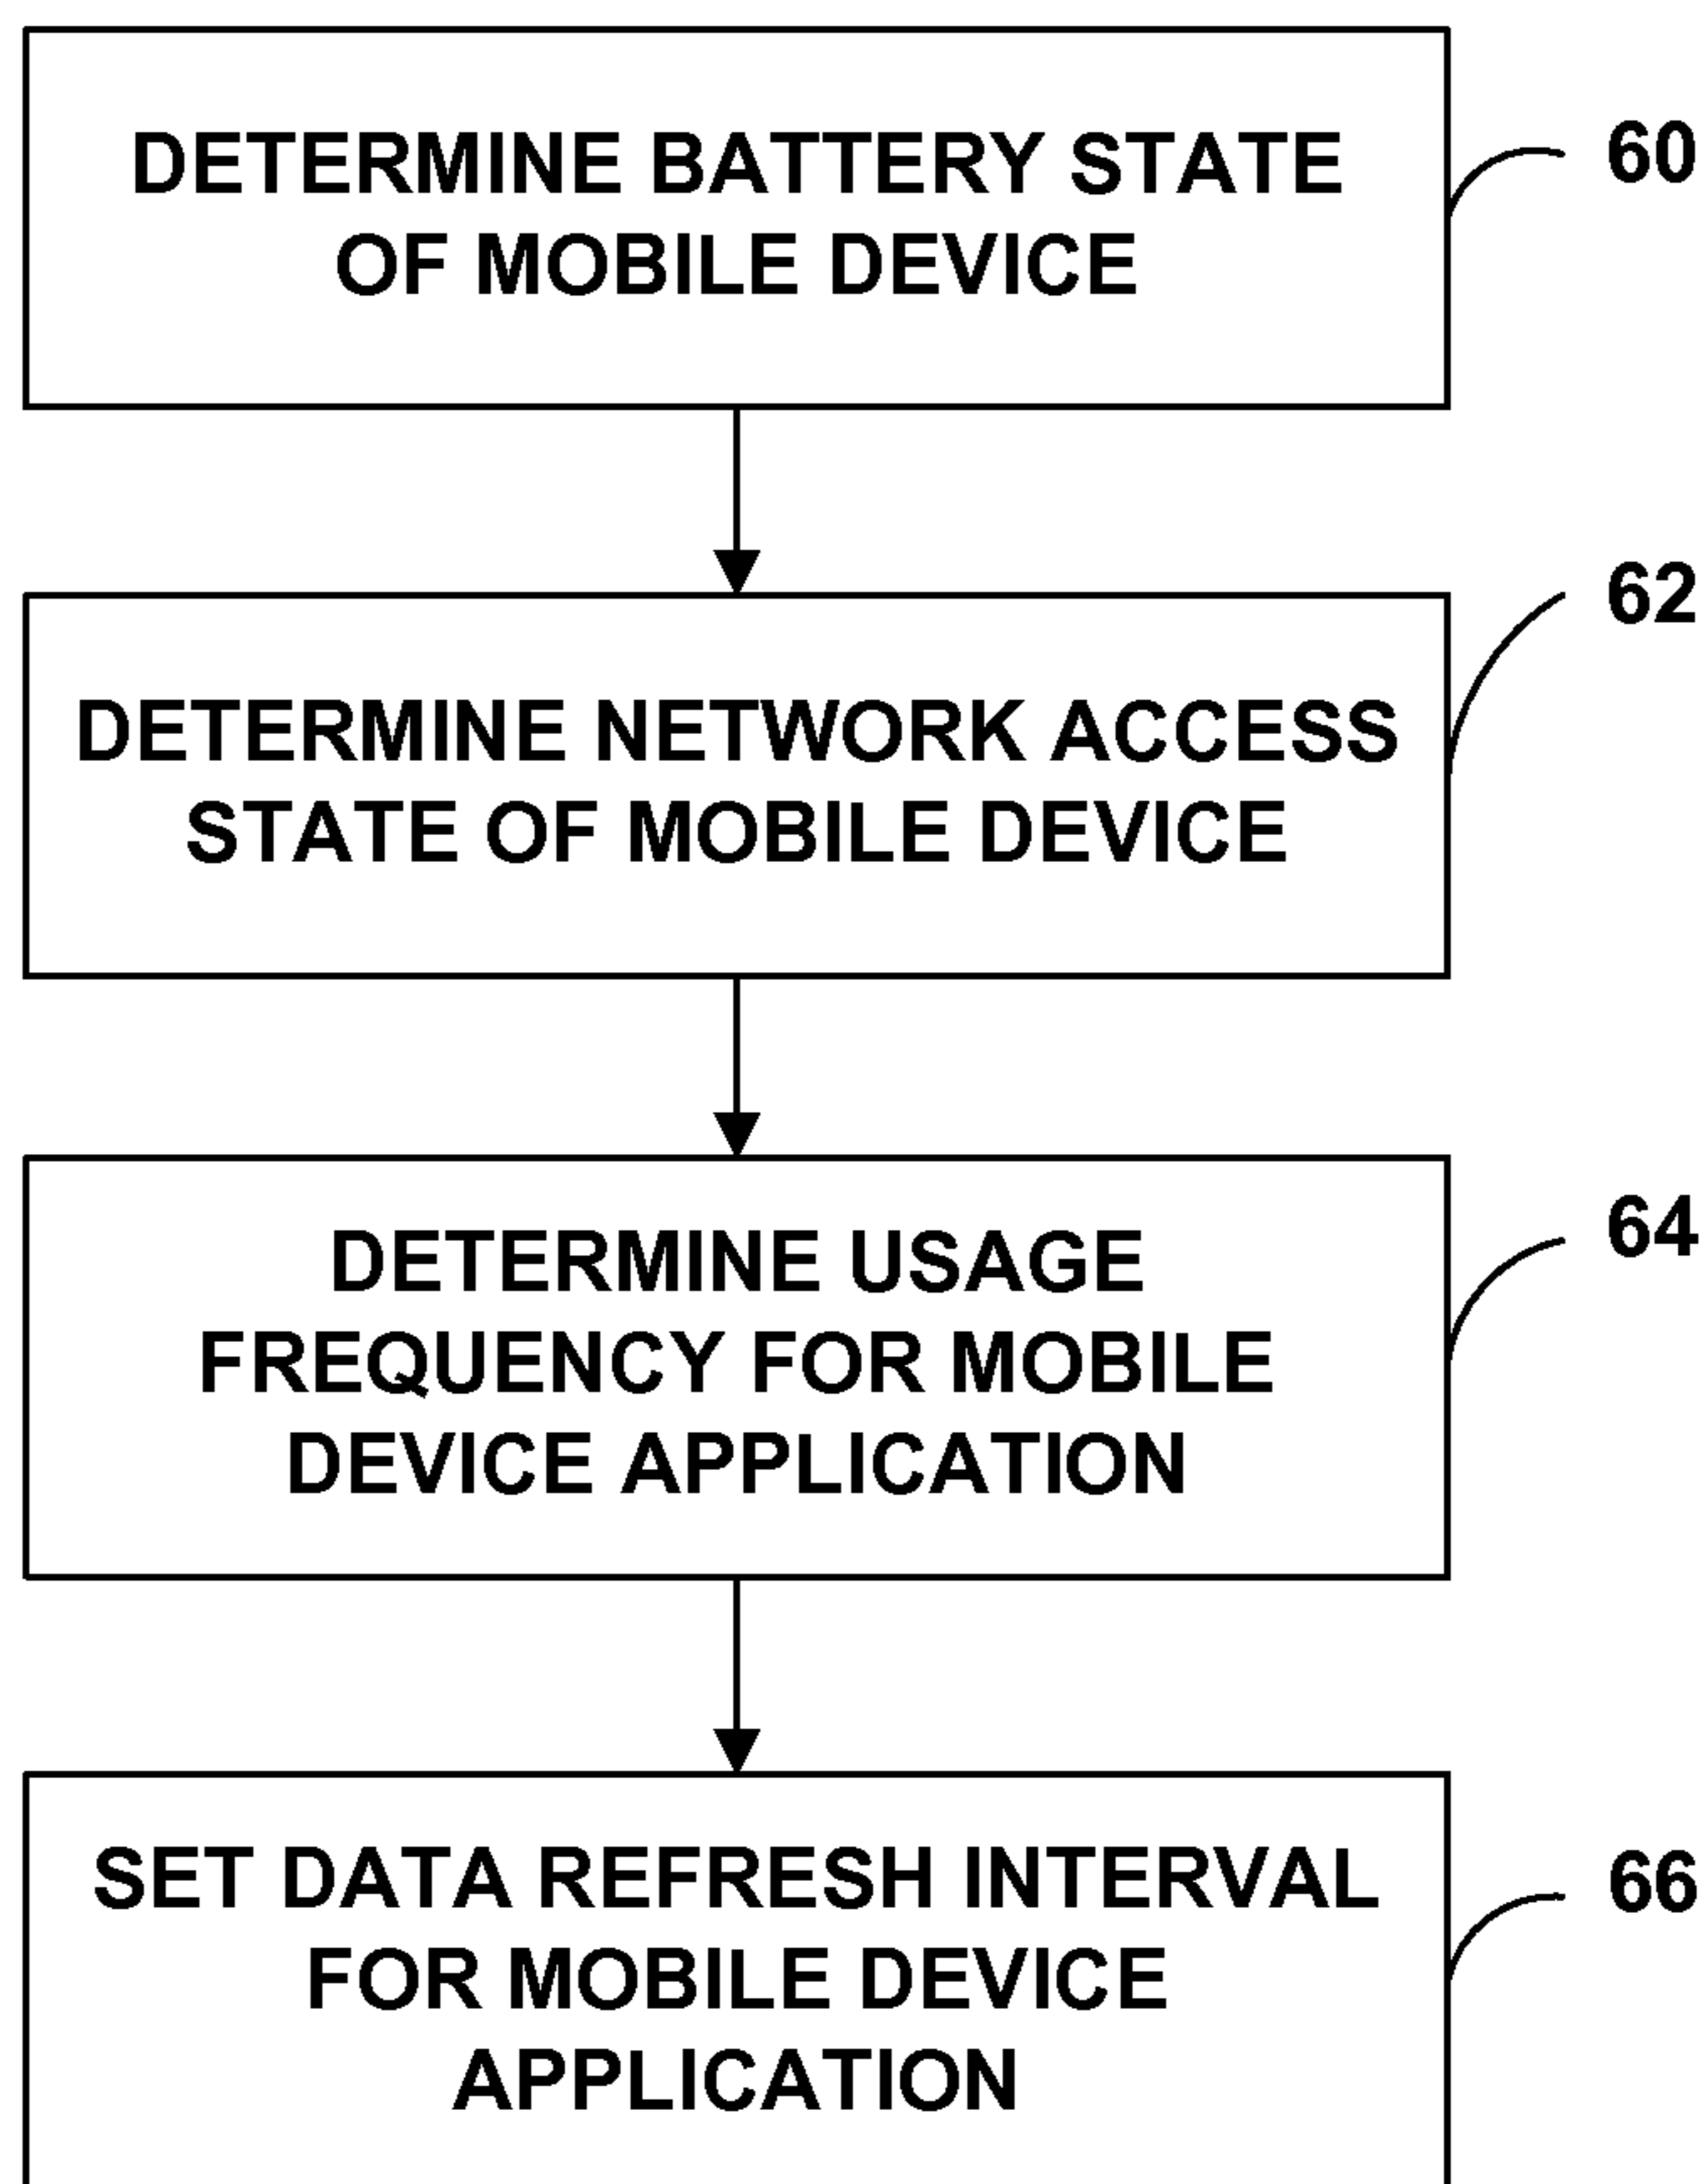 DETERMINE BATTERY STATE
OF MOBILE DEVICE
60
DETERMINE NETWORK ACCESS
STATE OF MOBILE DEVICE
62
DETERMINE USAGE
FREQUENCY FOR MOBILE
DEVICE APPLICATION
64
SET DATA REFRESH INTERVAL
FOR MOBILE DEVICE
APPLICATION
66